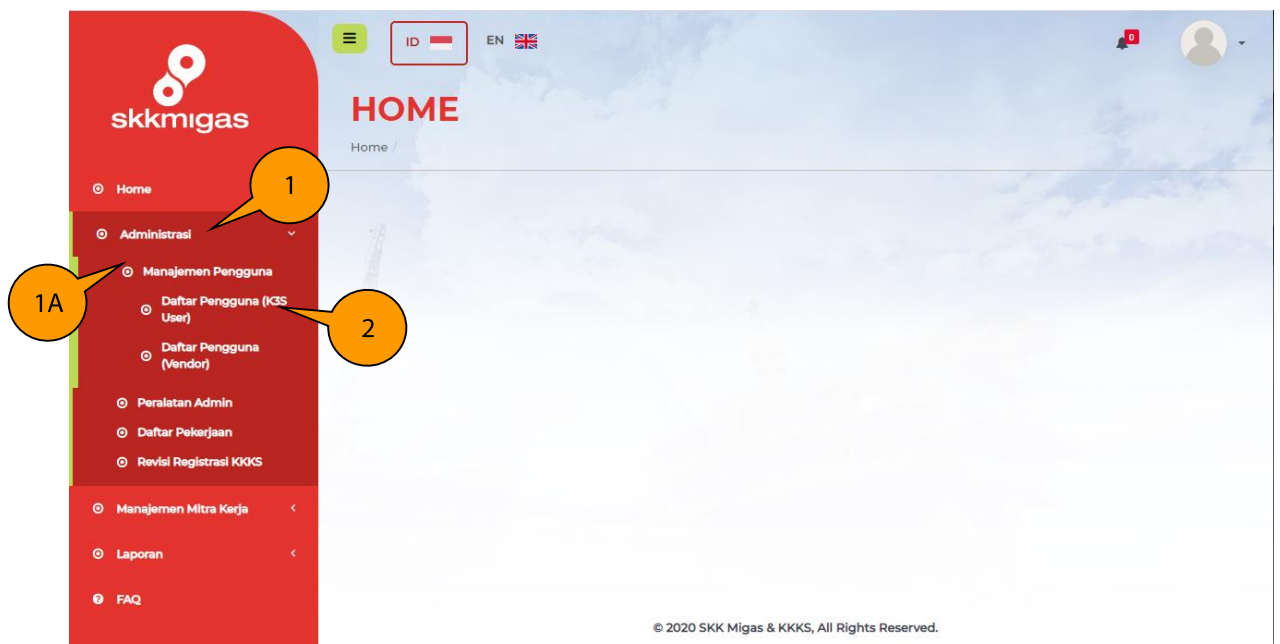 ID
EN
0
skkmigas
HOME
Home /
Home
1
Administrasi
1A
Manajemen Pengguna
Daftar Pengguna (K3S
User)
2
Daftar Pengguna
(Vendor)
Peralatan Admin
Daftar Pekerjaan
Revisi Registrasi KKKS
Manajemen Mitra Kerja
Laporan
FAQ
© 2020 SKK Migas & KKKS, All Rights Reserved.